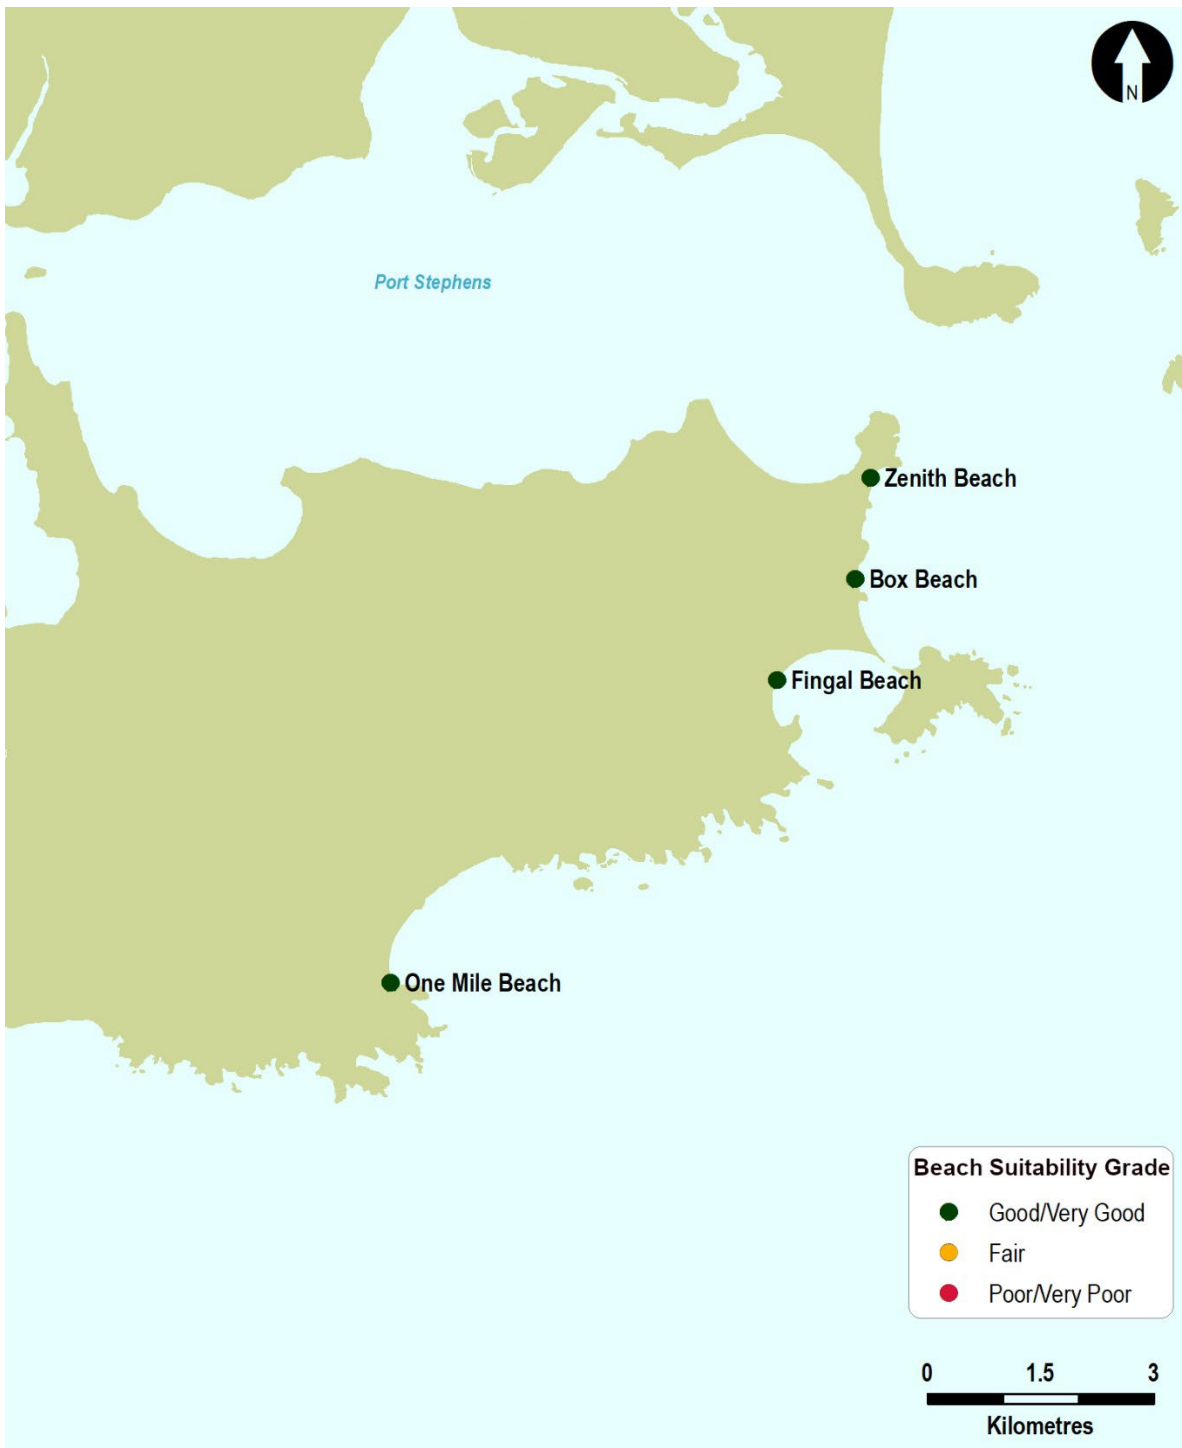 N
Port Stephens
Zenith Beach
Box Beach
Fingal Beach
One Mile Beach
Beach Suitability Grade
Good/Very Good
Fair
Poor/Very Poor
0 1.5 3
Kilometres